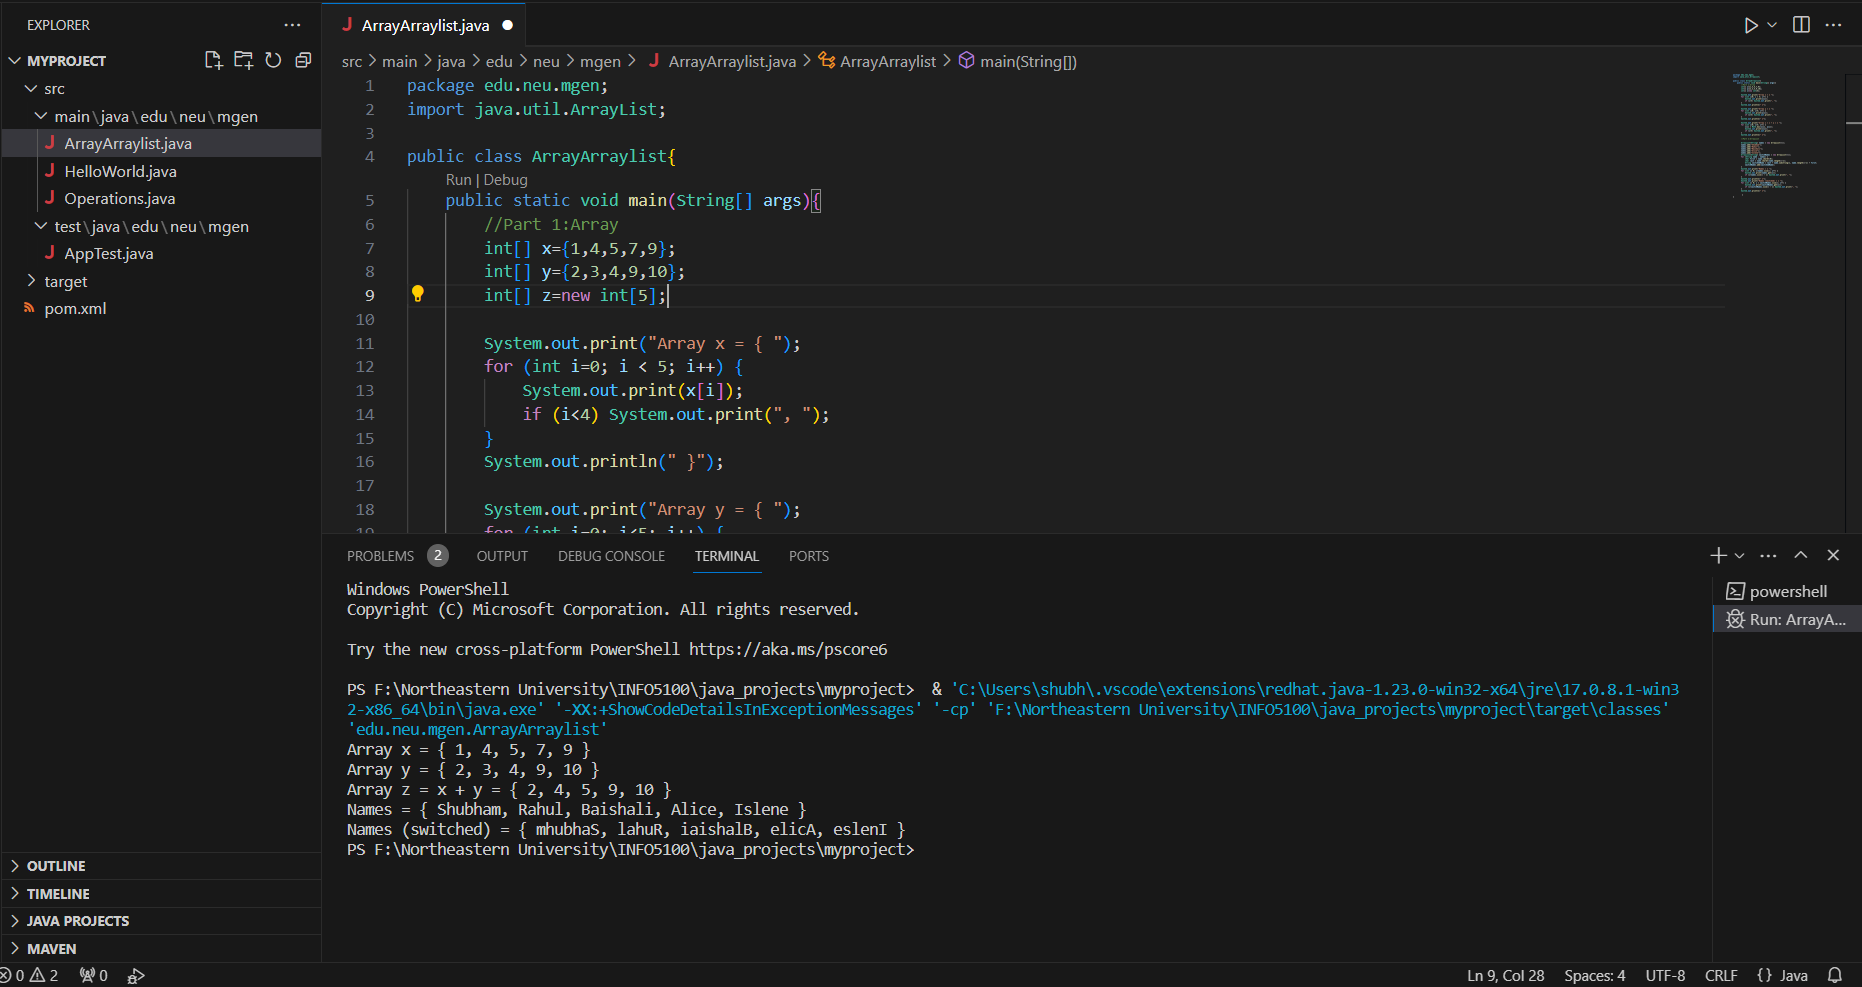 EXPLORER
MYPROJECT
src
main\java\edu\neu\mgen
ArrayArraylist.java
HelloWorld.java
Operations.java
test\java\edu\neu\mgen
AppTest.java
target
pom.xml
OUTLINE
TIMELINE
JAVA PROJECTS
MAVEN
ArrayArraylist.java
src > main > java > edu > neu > mgen > ArrayArraylist.java > ArrayArraylist > main(String[])
1 package edu.neu.mgen;
2 import java.util.ArrayList;
3
4 public class ArrayArraylist{
Run | Debug
5 public static void main(String[] args){
6 //Part 1:Array
7 int[] x={1,4,5,7,9};
8 int[] y={2,3,4,9,10};
9 int[] z=new int[5];
10
11 System.out.print("Array x = { ");
12 for (int i=0; i < 5; i++) {
13 System.out.print(x[i]);
14 if (i<4) System.out.print(", ");
15 }
16 System.out.println(" }");
17
18 System.out.print("Array y = { ");
19 for (int i=0; i<5; i++) {
PROBLEMS 2 OUTPUT DEBUG CONSOLE TERMINAL PORTS
Windows PowerShell
Copyright (C) Microsoft Corporation. All rights reserved.
Try the new cross-platform PowerShell https://aka.ms/pscore6
PS F:\Northeastern University\INFO5100\java_projects\myproject>  & 'C:\Users\shubh\.vscode\extensions\redhat.java-1.23.0-win32-x64\jre\17.0.8.1-win3
2-x86_64\bin\java.exe' '-XX:+ShowCodeDetailsInExceptionMessages' '-cp' 'F:\Northeastern University\INFO5100\java_projects\myproject\target\classes'
'edu.neu.mgen.ArrayArraylist'
Array x = { 1, 4, 5, 7, 9 }
Array y = { 2, 3, 4, 9, 10 }
Array z = x + y = { 2, 4, 5, 9, 10 }
Names = { Shubham, Rahul, Baishali, Alice, Islene }
Names (switched) = { mhubhaS, lahuR, iaishalB, elicA, eslenI }
PS F:\Northeastern University\INFO5100\java_projects\myproject>
powershell
Run: ArrayA...
0 2 0
Ln 9, Col 28 Spaces: 4 UTF-8 CRLF {} Java